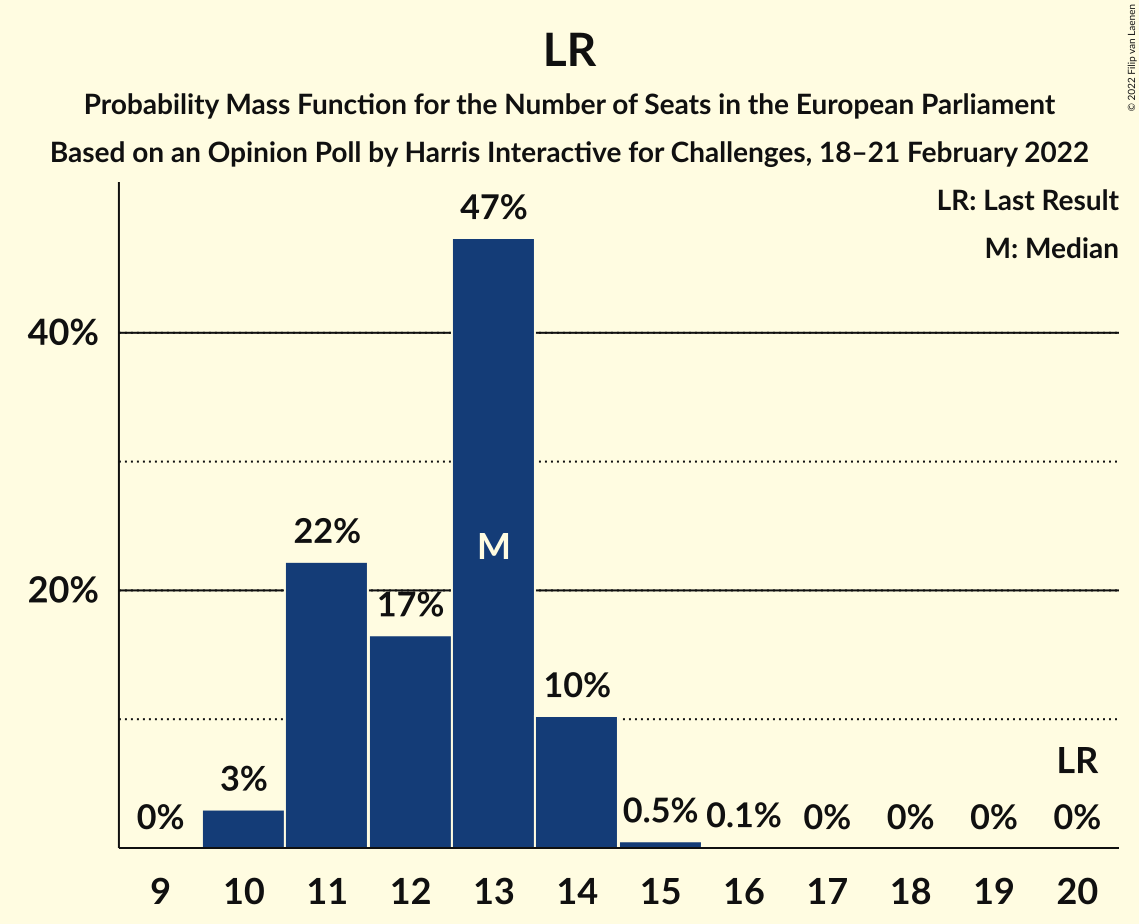 LR
Probability Mass Function for the Number of Seats in the European Parliament
Based on an Opinion Poll by Harris Interactive for Challenges, 18–21 February 2022
© 2022 Filip van Laenen
LR: Last Result
M: Median
40%
20%
0%
3%
22%
17%
47%
M
10%
0.5%
0.1%
0%
0%
0%
LR
0%
9 10 11 12 13 14 15 16 17 18 19 20